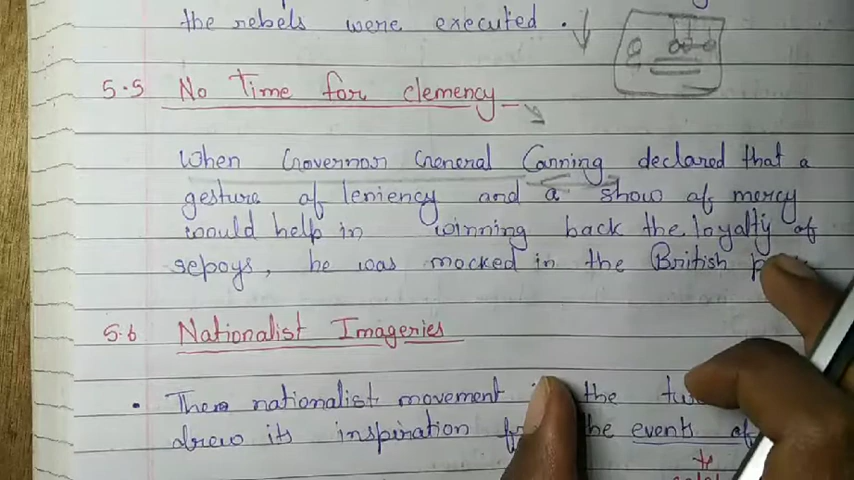 the rebels were executed.
5.5 No Time for clemency
When Governor General Canning declared that a
gesture of leniency and a show of mercy
would help in winning back the loyalty of
sepoys, he was mocked in the British
5.6 Nationalist Imageries
• The nationalist movement the
drew its inspiration the events of